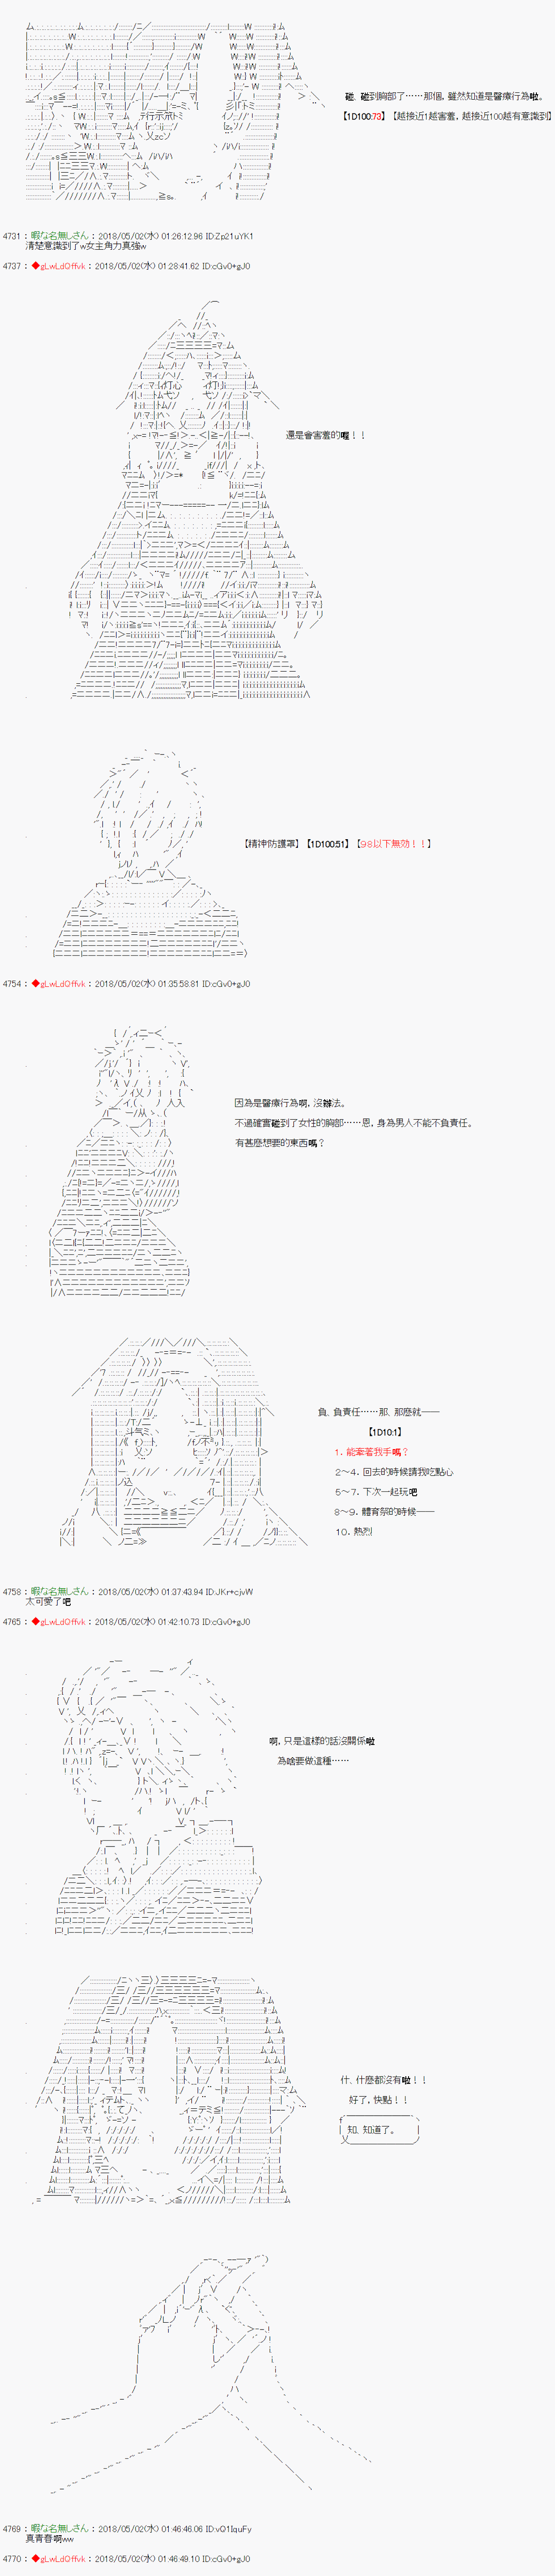 碰, 碰到胸部了……那個, 雖然知道是醫療行為啦。
【1D100:73】【越接近1越害羞, 越接近100越有意識到】
4731 : 暇な名無しさん : 2018/05/02(水) 01:26:12.96 ID:Zp21uYK1
清楚意識到了w女主角力真強w
4737 : ◆gLwLdOffvk : 2018/05/02(水) 01:28:41.62 ID:cGv0+gJ0
還是會害羞的喔!!
【精神防護罩】【1D100:51】【98以下無効!!】
4754 : ◆gLwLdOffvk : 2018/05/02(水) 01:35:58.81 ID:cGv0+gJ0
因為是醫療行為啊, 沒辦法。
不過確實碰到了女性的胸部……恩, 身為男人不能不負責任。
有甚麼想要的東西嗎?
負, 負責任……那, 那麼就──
【1D10:1】
1. 能牽著我手嗎?
2~4. 回去的時候請我吃點心
5~7. 下次一起玩吧
8~9. 體育祭的時候──
10. 熱烈
4758 : 暇な名無しさん : 2018/05/02(水) 01:37:43.94 ID:JKr+cjvW
太可愛了吧
4765 : ◆gLwLdOffvk : 2018/05/02(水) 01:42:10.73 ID:cGv0+gJ0
啊, 只是這樣的話沒關係啦
為啥要做這種……
什, 什麼都沒有啦!!
好了, 快點!!
知, 知道了。
4769 : 暇な名無しさん : 2018/05/02(水) 01:46:46.06 ID:vQ1IquFy
真青春啊ww
4770 : ◆gLwLdOffvk : 2018/05/02(水) 01:46:49.10 ID:cGv0+gJ0